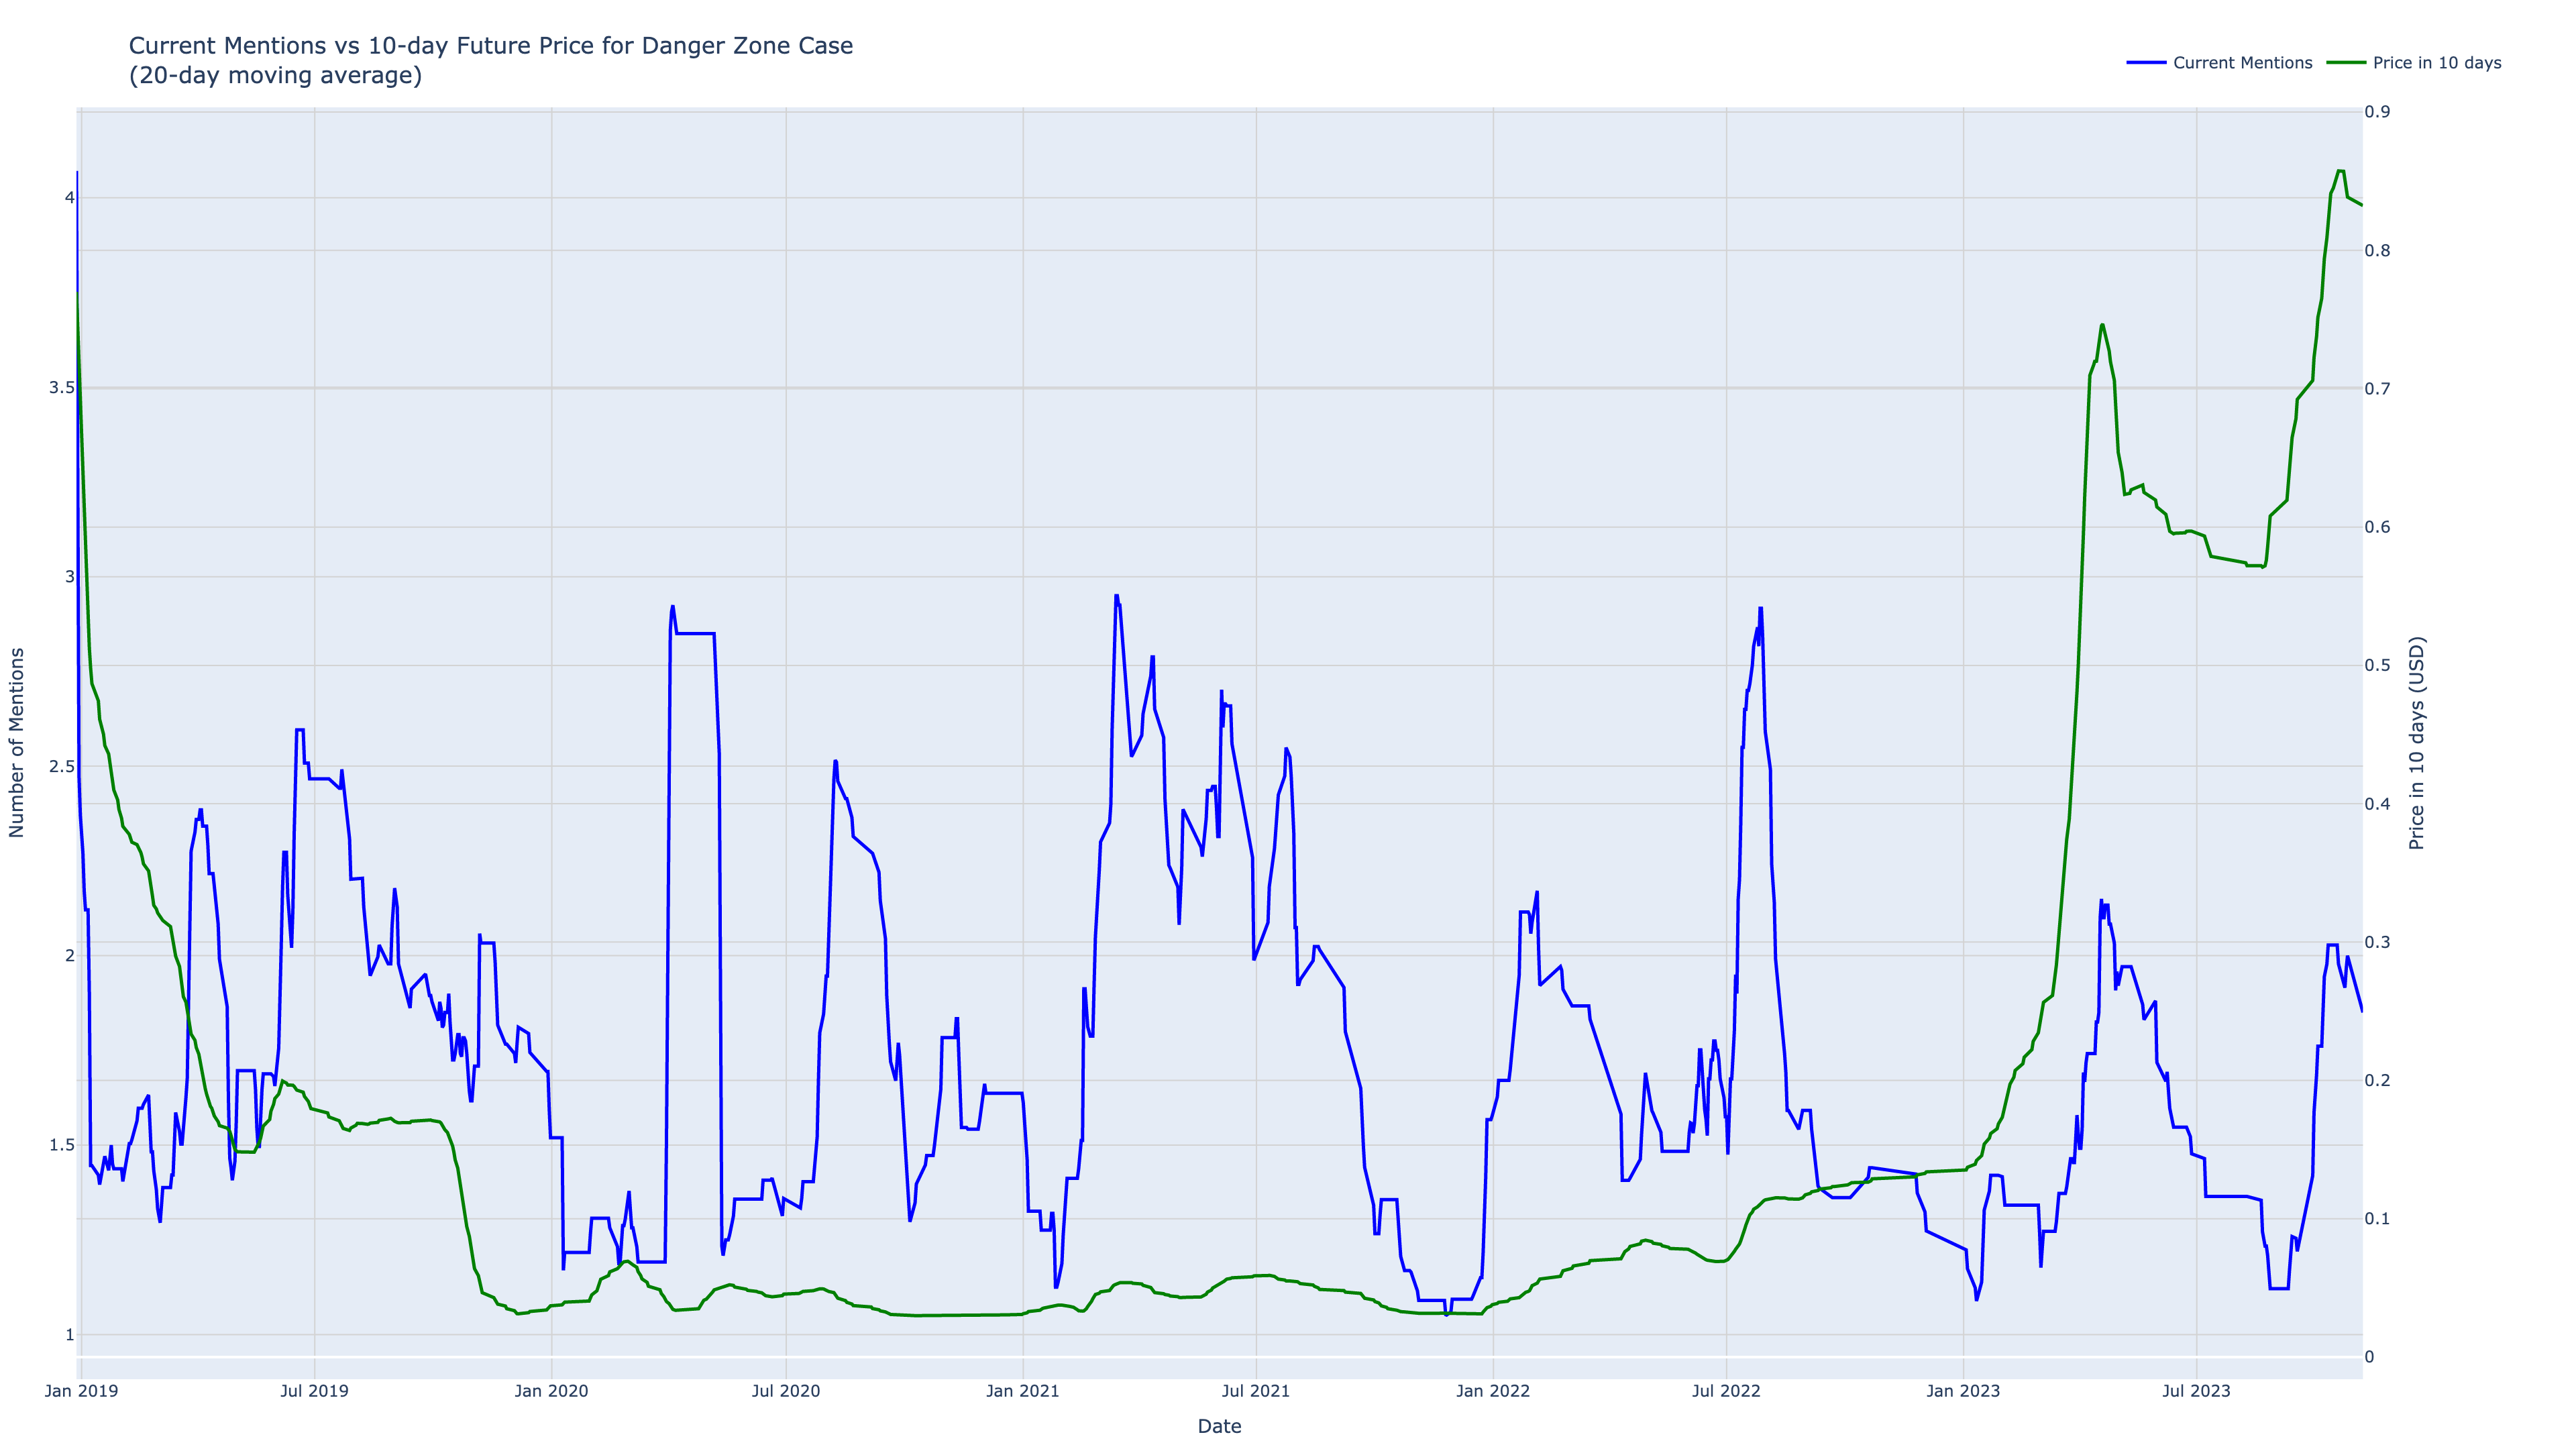 Current Mentions vs 10-day Future Price for Danger Zone Case
(20-day moving average)
Current Mentions
Price in 10 days
Number of Mentions
4
3.5
3
2.5
2
1.5
1
0.9
0.8
0.7
0.6
0.5
0.4
0.3
0.2
0.1
0
Price in 10 days (USD)
Jan 2019 Jul 2019 Jan 2020 Jul 2020 Jan 2021 Jul 2021 Jan 2022 Jul 2022 Jan 2023 Jul 2023
Date